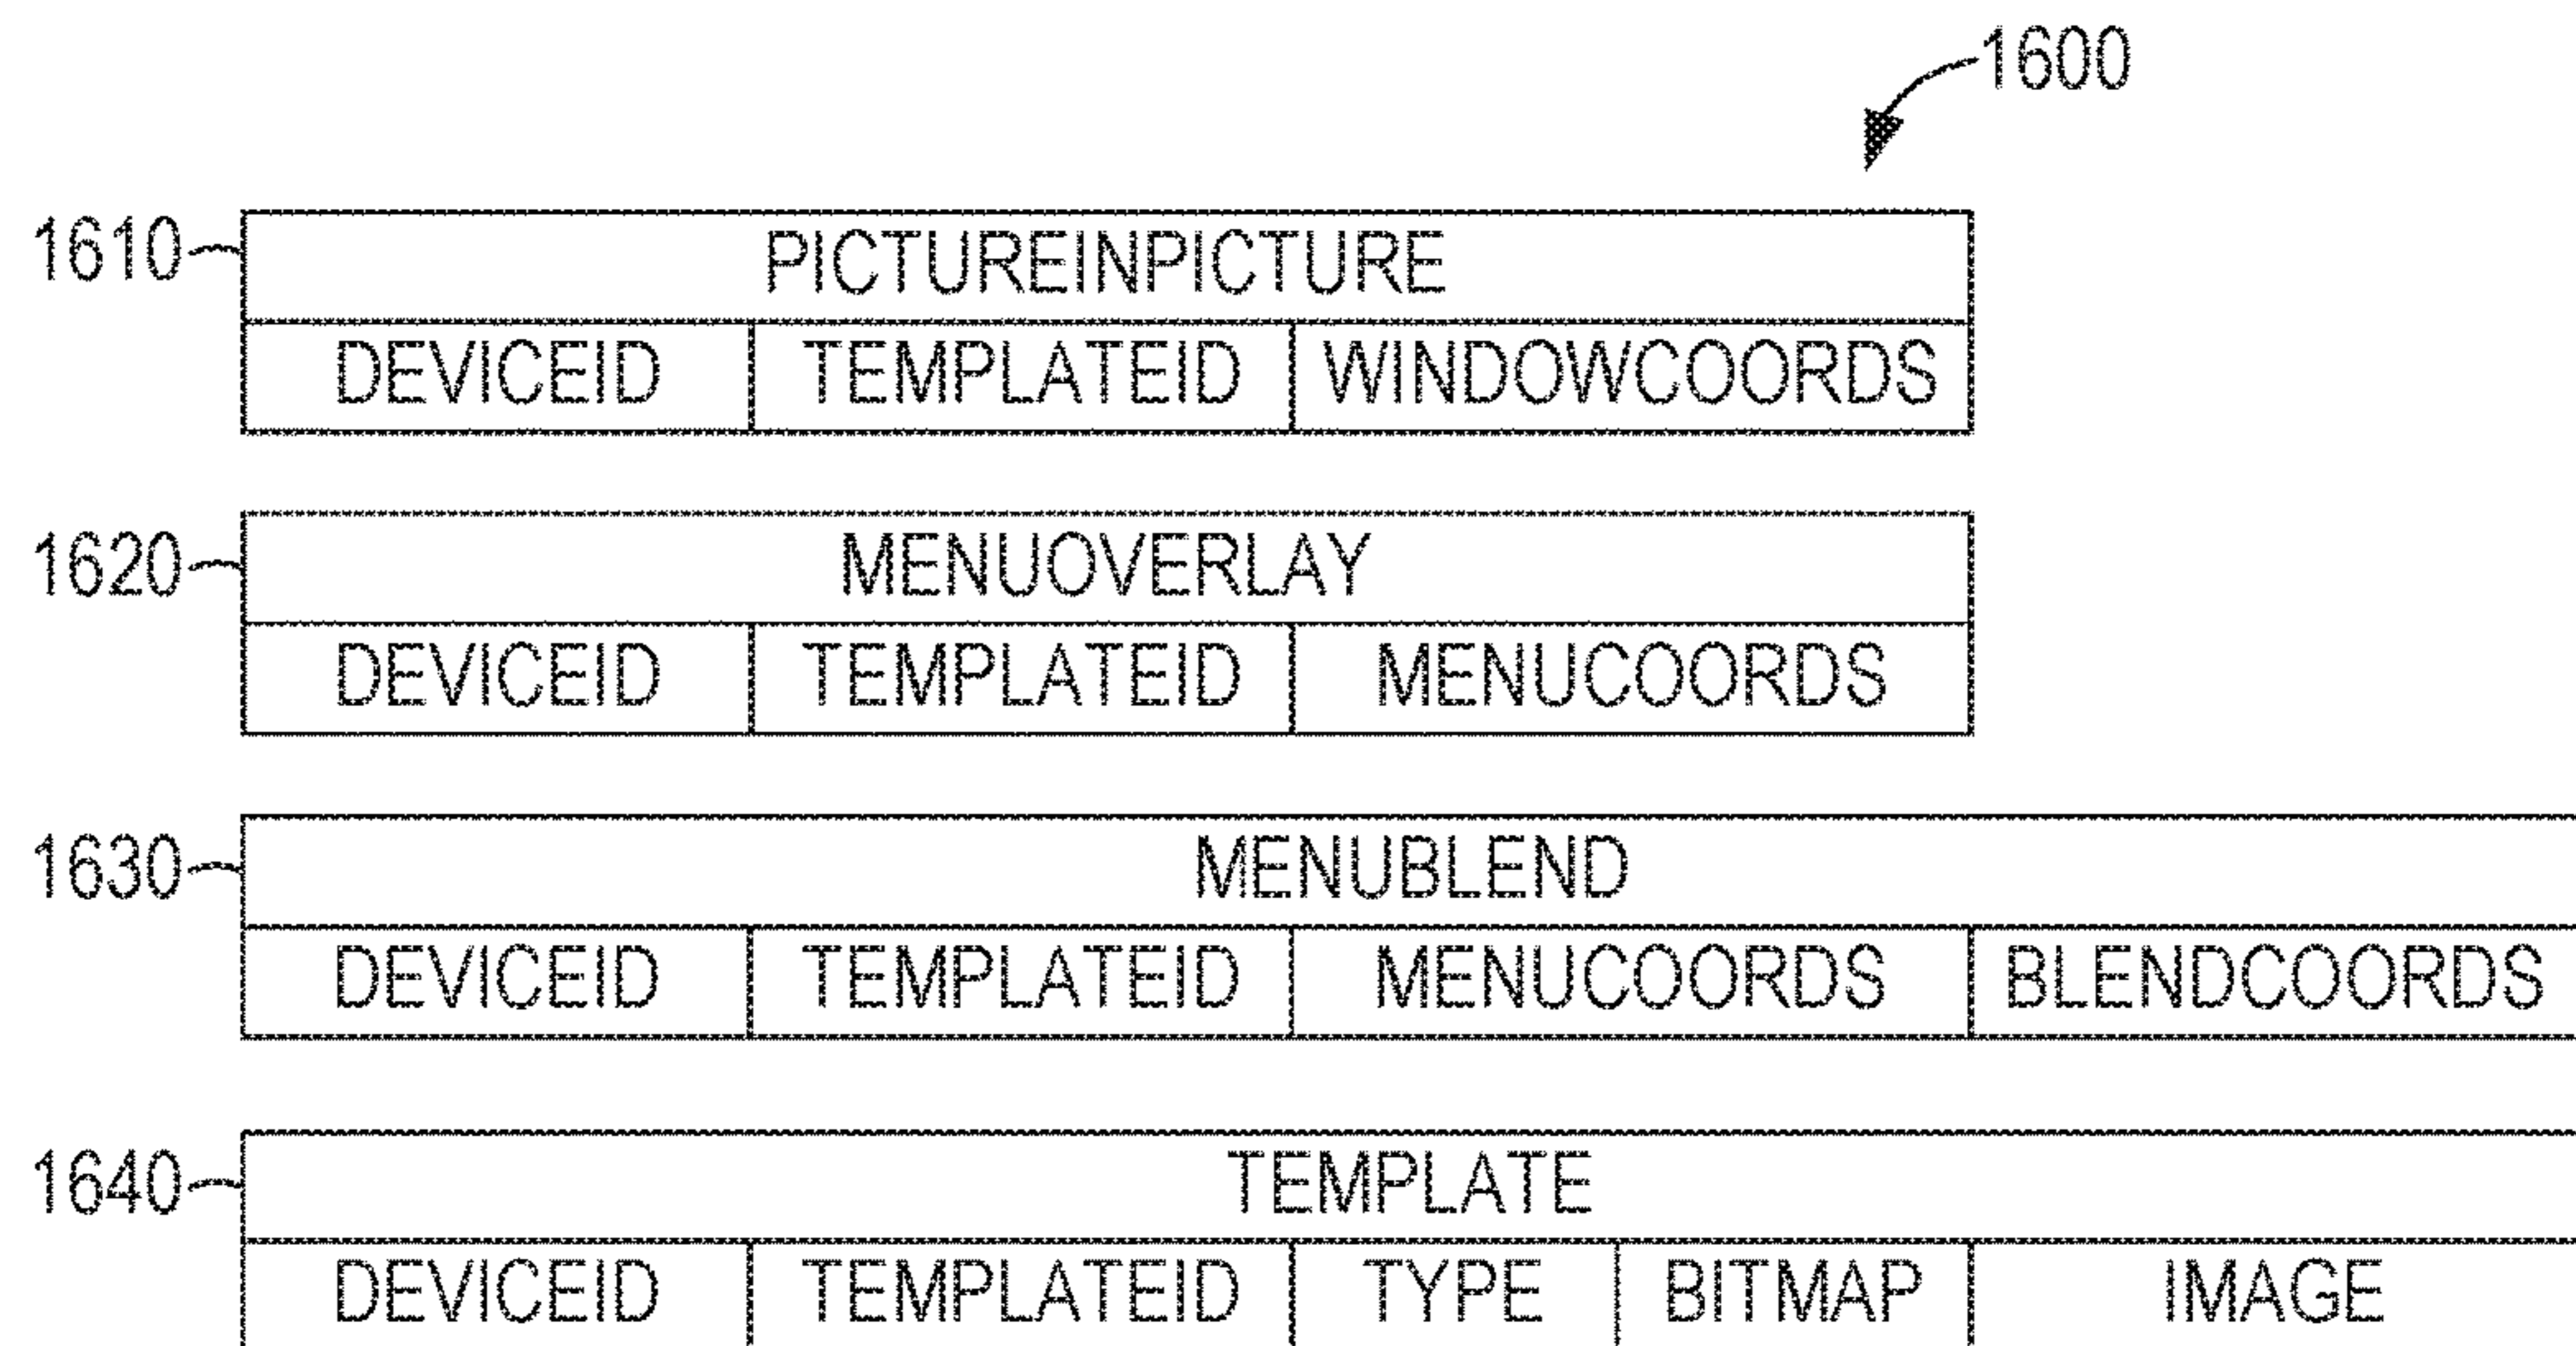 1600
1610 PICTUREINPICTURE
DEVICEID TEMPLATEID WINDOWCOORDS
1620 MENUOVERLAY
DEVICEID TEMPLATEID MENUCOORDS
1630 MENUBLEND
DEVICEID TEMPLATEID MENUCOORDS BLENDCOORDS
1640 TEMPLATE
DEVICEID TEMPLATEID TYPE BITMAP IMAGE